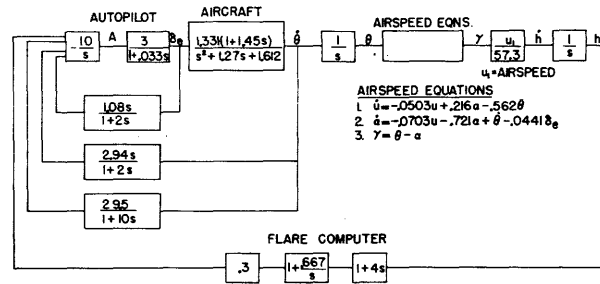 AUTOPILOT
AIRCRAFT
AIRSPEED EQNS.
-10
s
A
3
1+.033s
δe
1.331(1+1.45s)
s²+1.27s+1.612
θ̇
1
s
θ
γ
u₁
57.3
ḣ
1
s
h
u₁=AIRSPEED
1.08s
1+2s
2.94s
1+2s
29.5
1+10s
AIRSPEED EQUATIONS
1. u̇=-.0503u+.216α-.562θ
2. α̇=-.0703u-.721α+θ̇-.0441δe
3. γ=θ-α
FLARE COMPUTER
.3
1+.667
s
1+4s